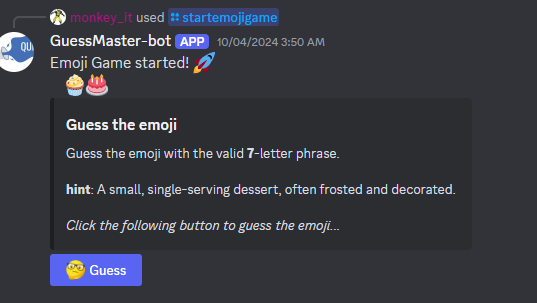 monkey_it used startemojigame
QU
GuessMaster-bot APP 10/04/2024 3:50 AM
Emoji Game started! 🚀
🧁🎂
Guess the emoji
Guess the emoji with the valid 7-letter phrase.
hint: A small, single-serving dessert, often frosted and decorated.
Click the following button to guess the emoji...
🧐 Guess